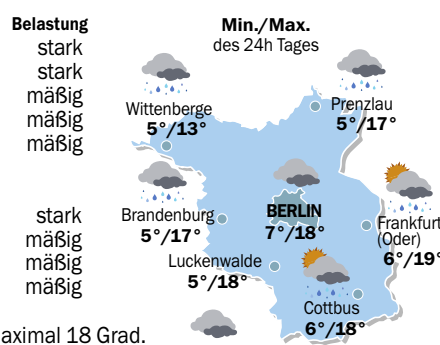 Belastung
stark
stark
mäßig
mäßig
mäßig
stark
mäßig
mäßig
mäßig
Min./Max.
des 24h Tages
Wittenberge
5°/13°
Prenzlau
5°/17°
Brandenburg
5°/17°
BERLIN
7°/18°
Frankfurt
(Oder)
6°/19°
Luckenwalde
5°/18°
Cottbus
6°/18°
aximal 18 Grad.